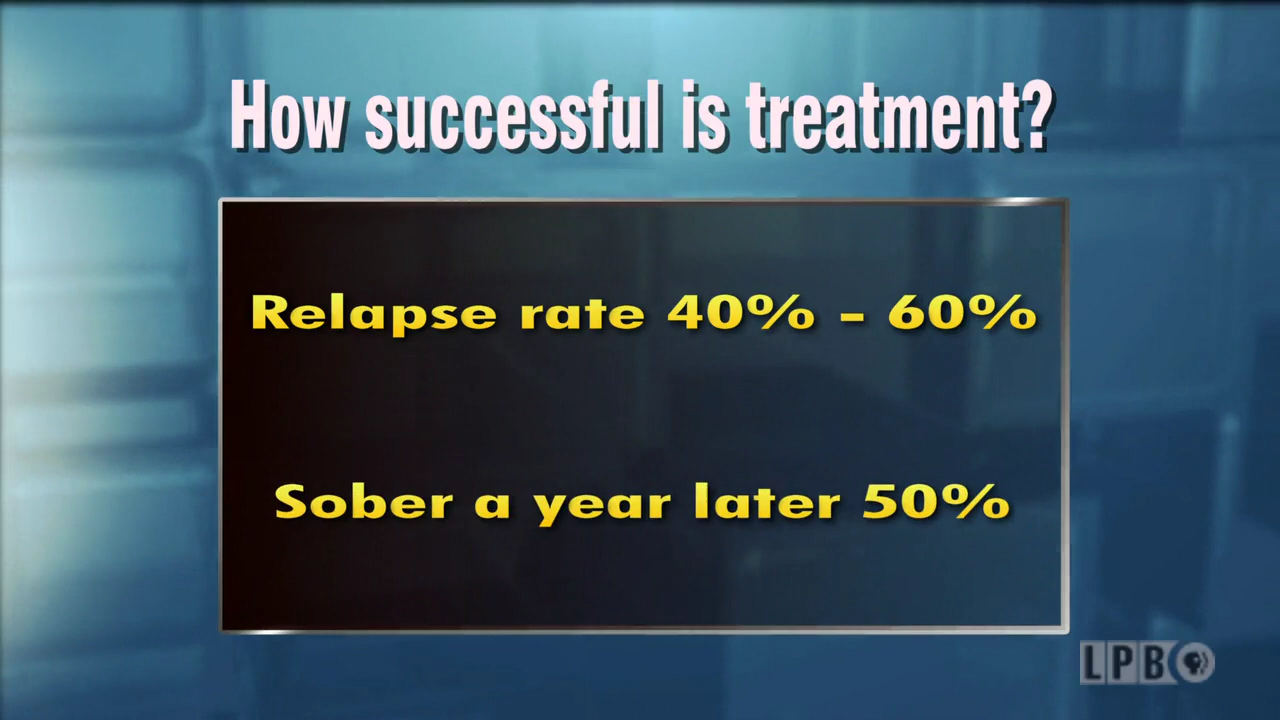 How successful is treatment?
Relapse rate 40% – 60%
Sober a year later 50%
LPB